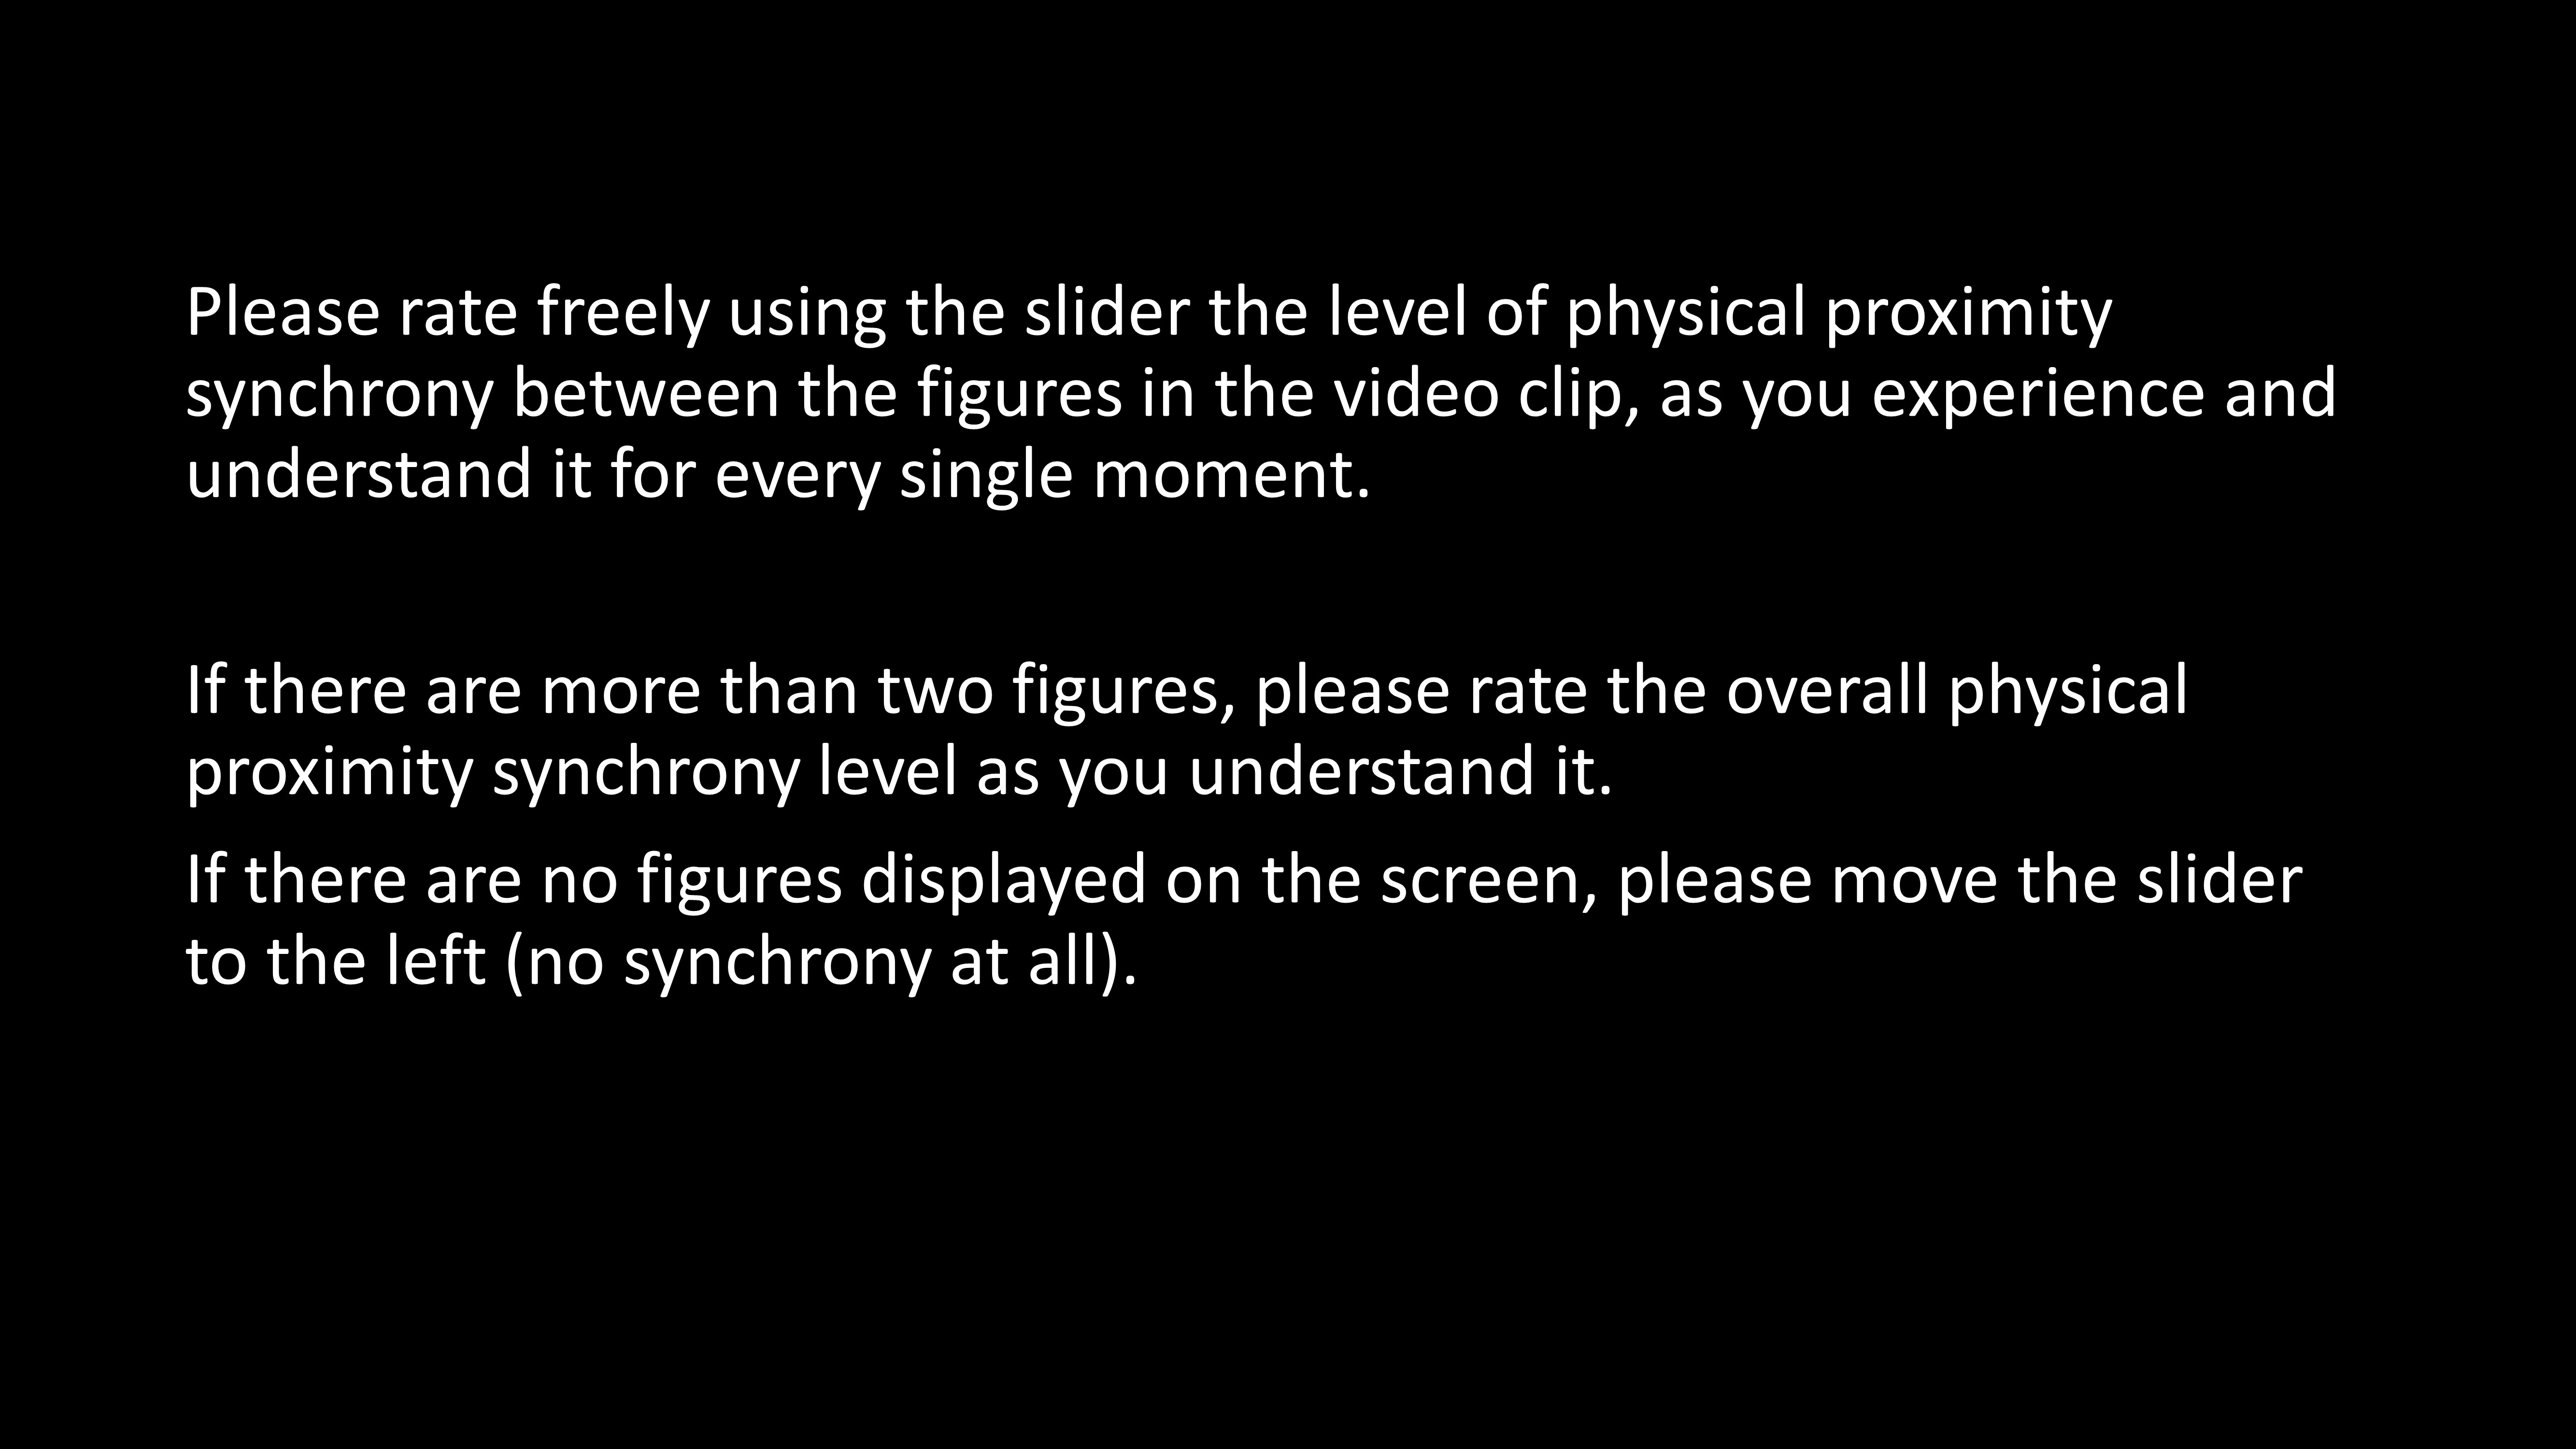 Please rate freely using the slider the level of physical proximity
synchrony between the figures in the video clip, as you experience and
understand it for every single moment.
If there are more than two figures, please rate the overall physical
proximity synchrony level as you understand it.
If there are no figures displayed on the screen, please move the slider
to the left (no synchrony at all).